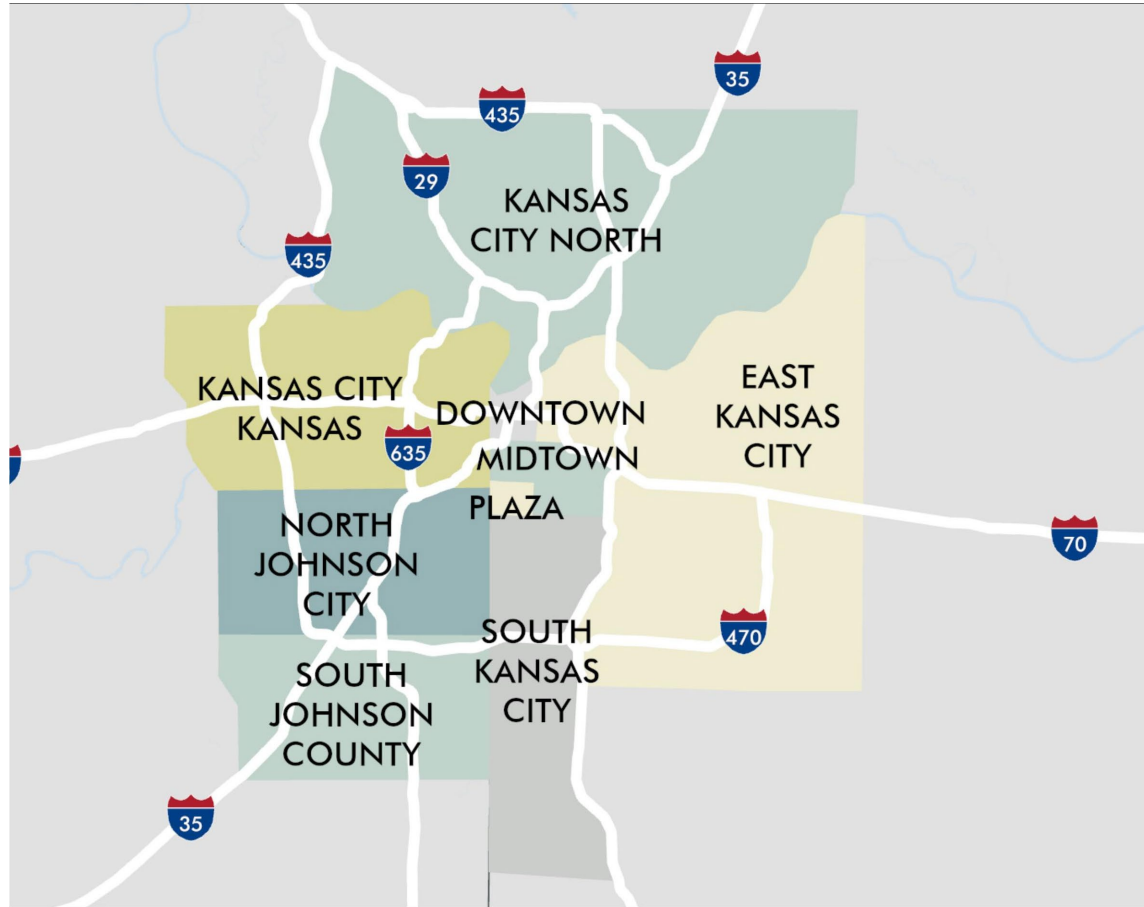 35
435
29
KANSAS
CITY NORTH
435
KANSAS CITY
KANSAS
DOWNTOWN
EAST
KANSAS
CITY
635
MIDTOWN
PLAZA
NORTH
JOHNSON
CITY
70
SOUTH
KANSAS
CITY
470
SOUTH
JOHNSON
COUNTY
35